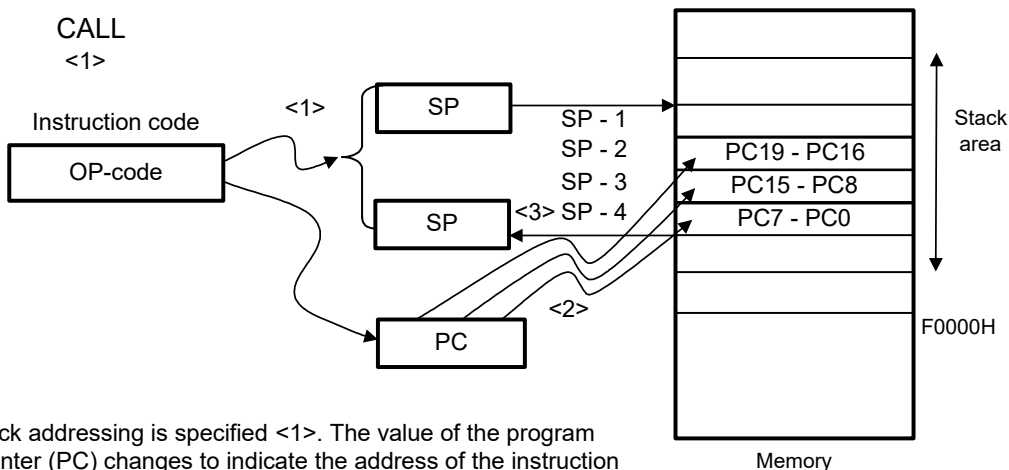 CALL
<1>
Instruction code
OP-code
<1>
SP
SP
SP - 1
SP - 2
SP - 3
<3> SP - 4
PC19 - PC16
PC15 - PC8
PC7 - PC0
Stack
area
<2>
PC
F0000H
Memory
addressing is specified <1>. The value of the program
(PC) changes to indicate the address of the instruction